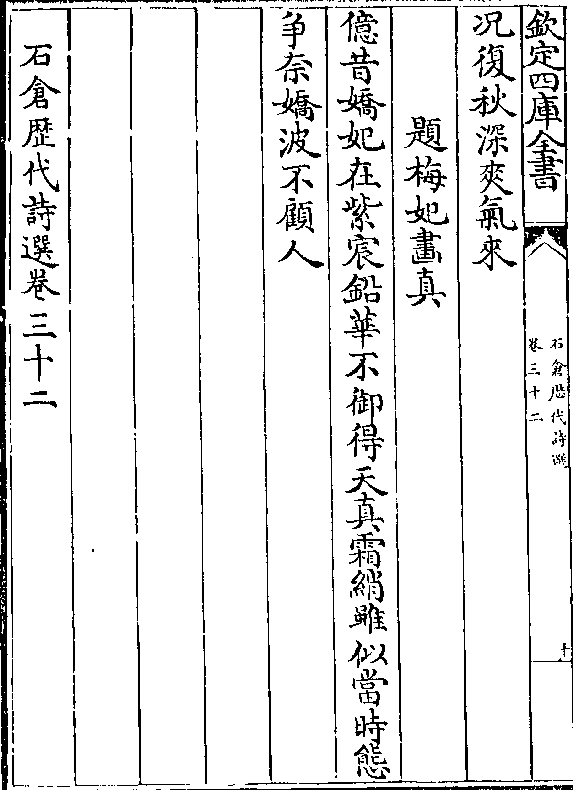 欽定四庫全書
石倉歴代詩選
卷三十二
十
况復秋深爽氣來
題梅妃畫真
億昔嬌妃在紫宸鉛華不御得天真霜綃雖似當時態
争奈嬌波不顧人
石倉歴代詩選卷三十二